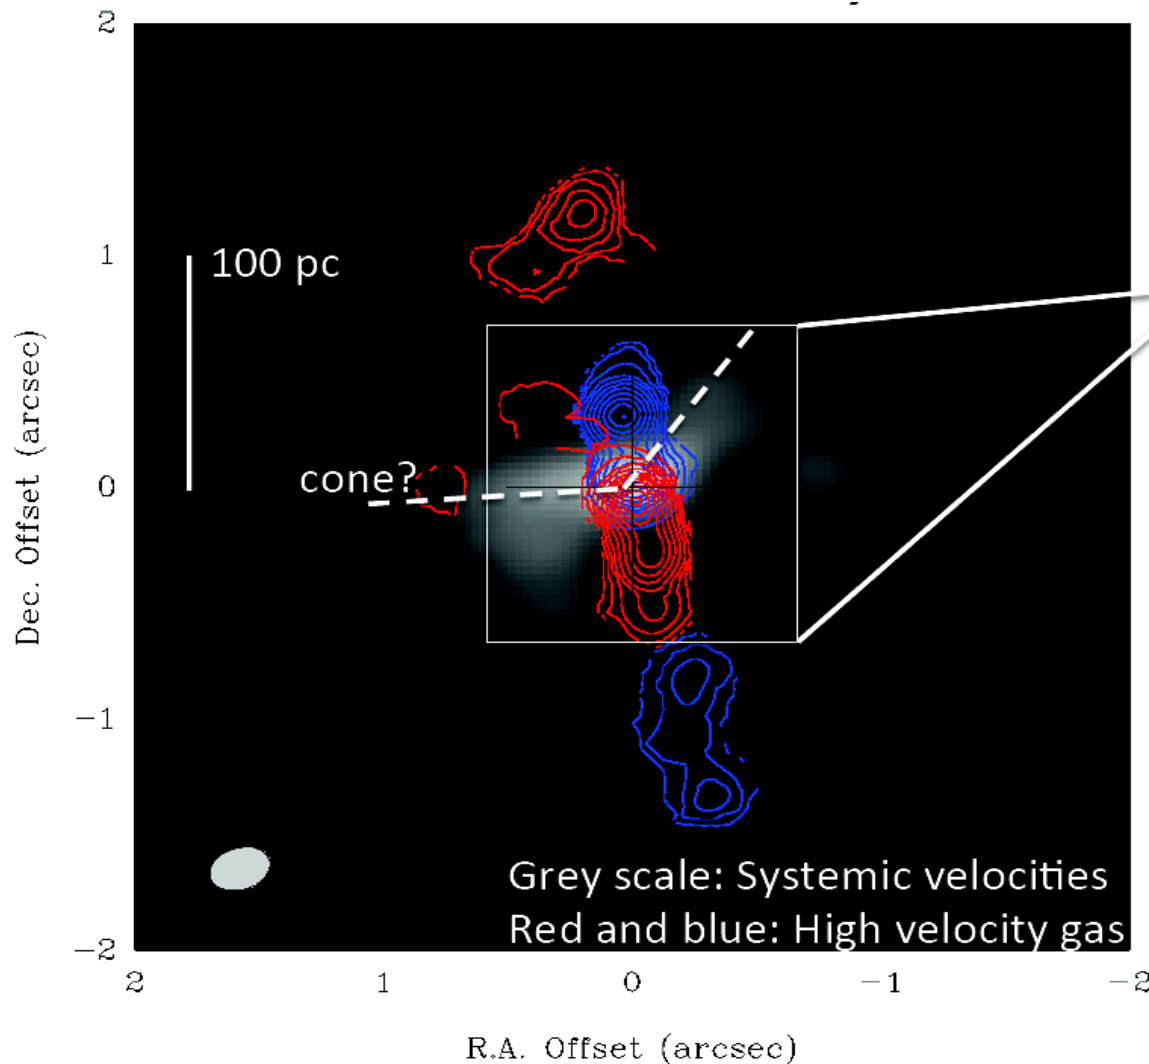 2
1
0
-1
-2
Dec. Offset (arcsec)
100 pc
cone?
Grey scale: Systemic velocities
Red and blue: High velocity gas
2
1
0
-1
-2
R.A. Offset (arcsec)